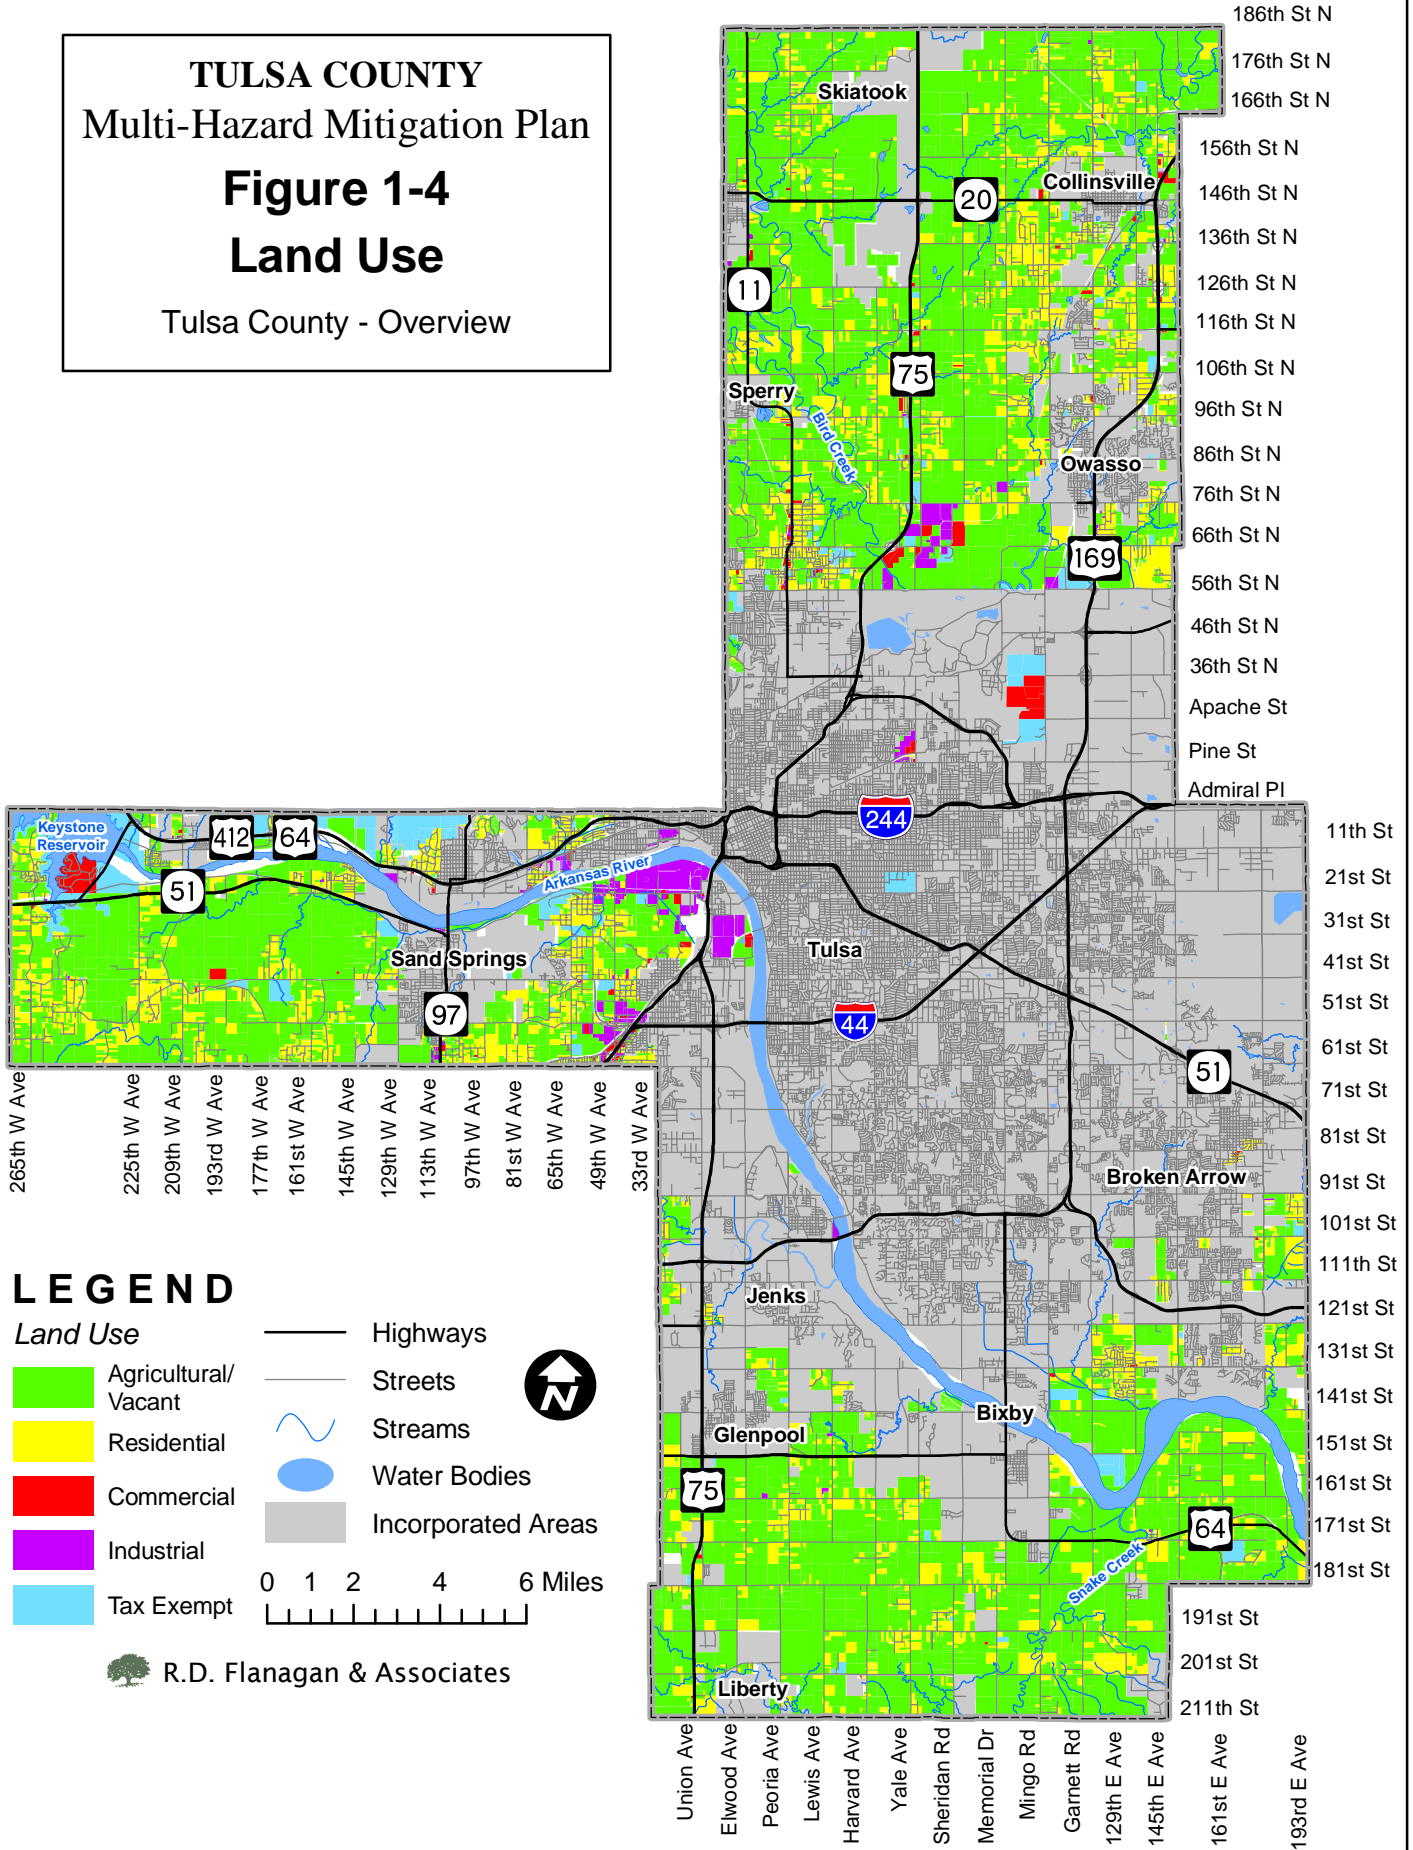 TULSA COUNTY
Multi-Hazard Mitigation Plan
Figure 1-4
Land Use
Tulsa County - Overview
186th St N
176th St N
166th St N
156th St N
146th St N
136th St N
126th St N
116th St N
106th St N
96th St N
86th St N
76th St N
66th St N
56th St N
46th St N
36th St N
Apache St
Pine St
Admiral Pl
11th St
21st St
31st St
41st St
51st St
61st St
71st St
81st St
91st St
101st St
111th St
121st St
131st St
141st St
151st St
161st St
171st St
181st St
191st St
201st St
211th St
Skiatook
Collinsville
20
11
75
Sperry
Bird Creek
Owasso
169
244
Keystone
Reservoir
412
64
51
Arkansas River
Sand Springs
97
Tulsa
44
51
Broken Arrow
Jenks
Bixby
Glenpool
75
64
Snake Creek
Liberty
265th W Ave
225th W Ave
209th W Ave
193rd W Ave
177th W Ave
161st W Ave
145th W Ave
129th W Ave
113th W Ave
97th W Ave
81st W Ave
65th W Ave
49th W Ave
33rd W Ave
LEGEND
Land Use
Agricultural/
Vacant
Residential
Commercial
Industrial
Tax Exempt
Highways
Streets
Streams
Water Bodies
Incorporated Areas
N
0 1 2 4 6 Miles
R.D. Flanagan & Associates
Union Ave
Elwood Ave
Peoria Ave
Lewis Ave
Harvard Ave
Yale Ave
Sheridan Rd
Memorial Dr
Mingo Rd
Garnett Rd
129th E Ave
145th E Ave
161st E Ave
193rd E Ave